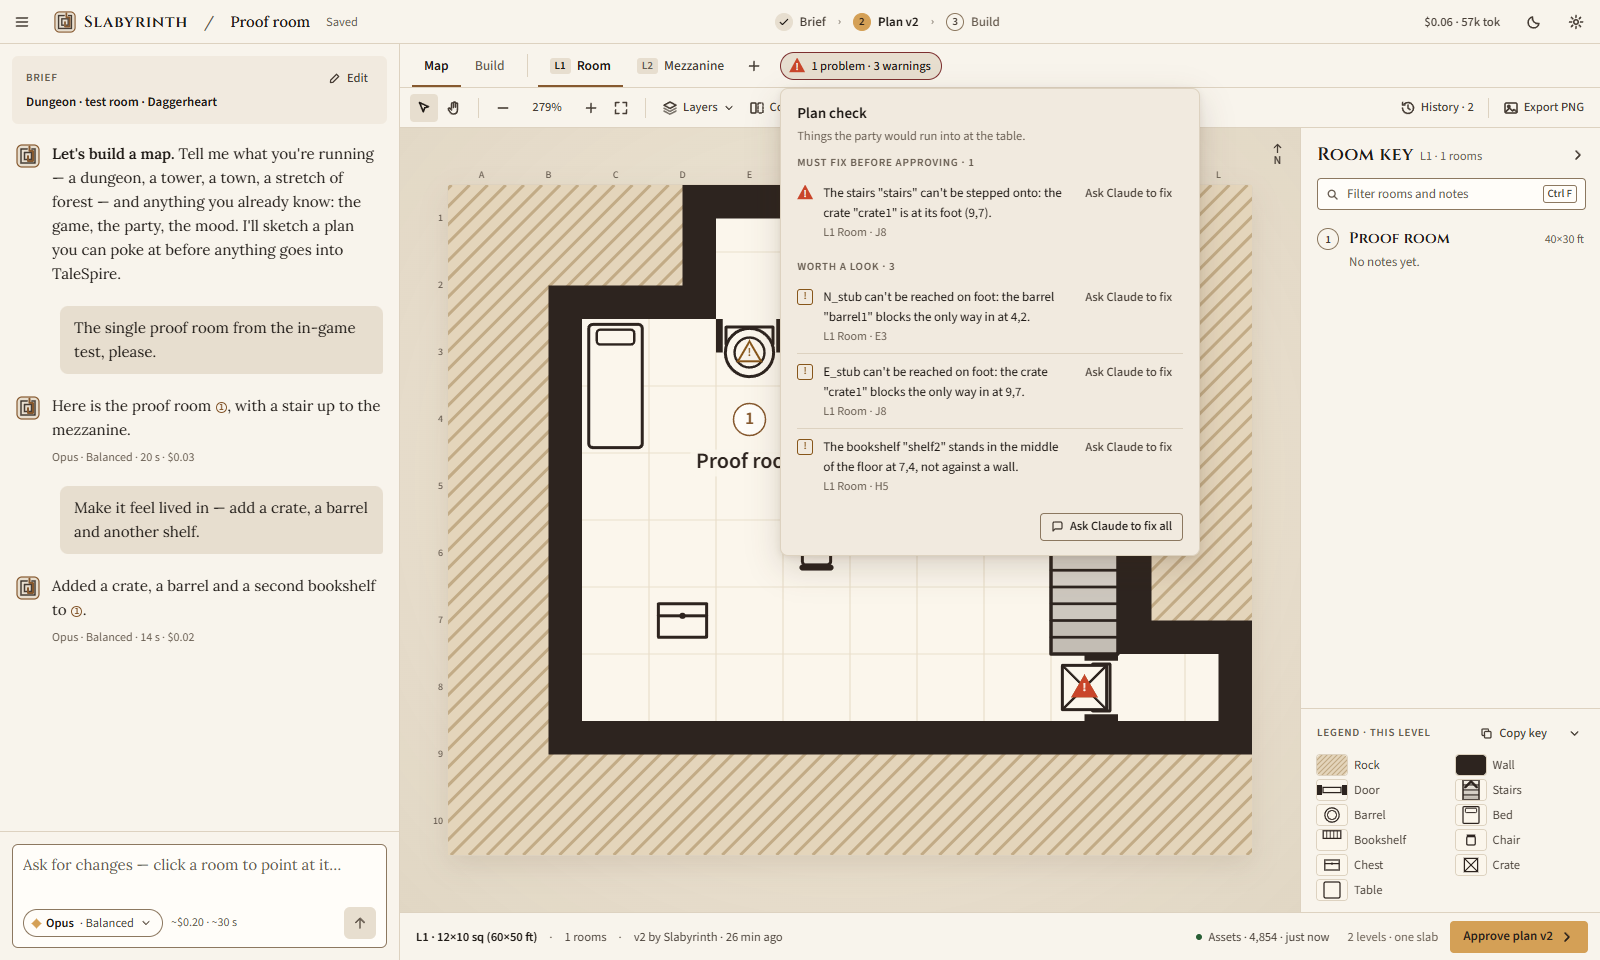 SLABYRINTH / Proof room Saved
Brief › 2 Plan v2 › 3 Build
$0.06 · 57k tok
BRIEF
Edit
Dungeon · test room · Daggerheart
Let's build a map. Tell me what you're running
— a dungeon, a tower, a town, a stretch of
forest — and anything you already know: the
game, the party, the mood. I'll sketch a plan
you can poke at before anything goes into
TaleSpire.
The single proof room from the in-game
test, please.
Here is the proof room 1, with a stair up to the
mezzanine.
Opus · Balanced · 20 s · $0.03
Make it feel lived in — add a crate, a barrel
and another shelf.
Added a crate, a barrel and a second bookshelf
to 1.
Opus · Balanced · 14 s · $0.02
Ask for changes — click a room to point at it...
Opus · Balanced
~$0.20 · ~30 s
Map Build L1 Room L2 Mezzanine
1 problem · 3 warnings
279%
Layers
Co
History · 2
Export PNG
Plan check
Things the party would run into at the table.
MUST FIX BEFORE APPROVING · 1
The stairs "stairs" can't be stepped onto: the
crate "crate1" is at its foot (9,7).
L1 Room · J8
Ask Claude to fix
WORTH A LOOK · 3
N_stub can't be reached on foot: the barrel
"barrel1" blocks the only way in at 4,2.
L1 Room · E3
Ask Claude to fix
E_stub can't be reached on foot: the crate
"crate1" blocks the only way in at 9,7.
L1 Room · J8
Ask Claude to fix
The bookshelf "shelf2" stands in the middle
of the floor at 7,4, not against a wall.
L1 Room · H5
Ask Claude to fix
Ask Claude to fix all
N
A B C D E L
1
2
3
4
5
6
7
8
9
10
1
Proof roo
ROOM KEY L1 · 1 rooms
Filter rooms and notes
Ctrl F
1 PROOF ROOM 40×30 ft
No notes yet.
LEGEND · THIS LEVEL
Copy key
Rock Wall
Door Stairs
Barrel Bed
Bookshelf Chair
Chest Crate
Table
L1 · 12×10 sq (60×50 ft) · 1 rooms · v2 by Slabyrinth · 26 min ago
Assets · 4,854 · just now
2 levels · one slab
Approve plan v2